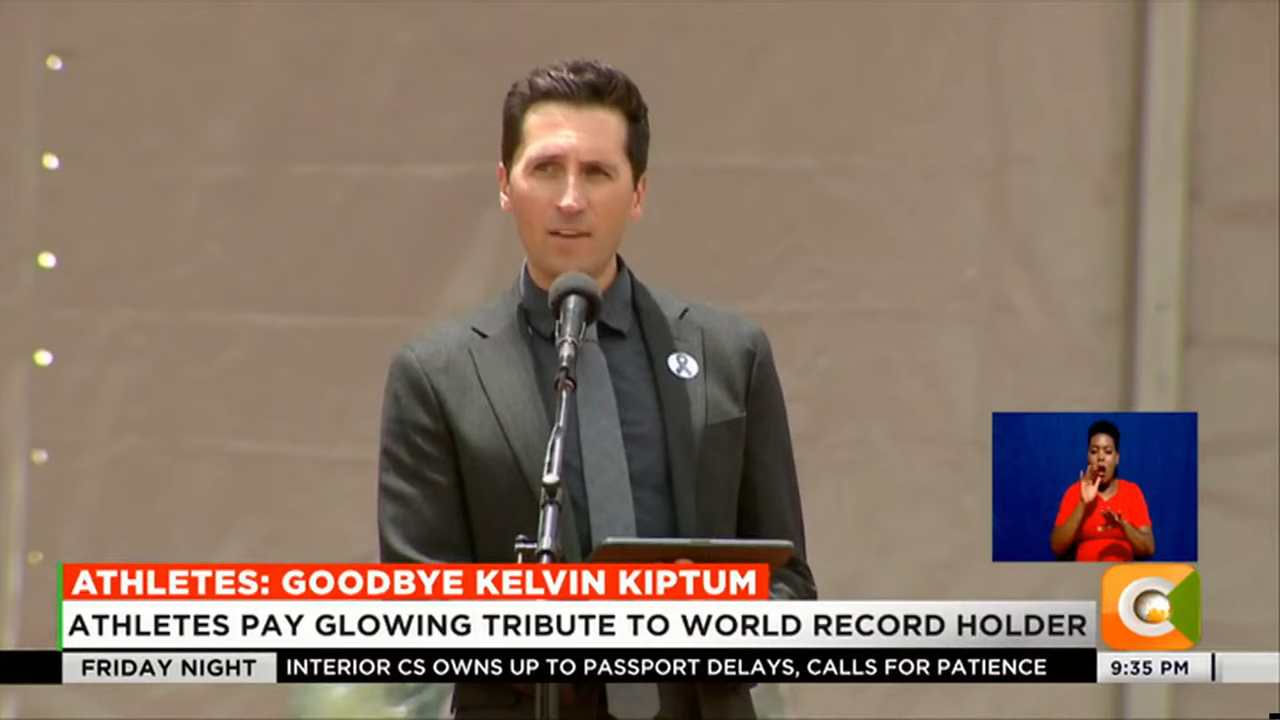 ATHLETES: GOODBYE KELVIN KIPTUM
ATHLETES PAY GLOWING TRIBUTE TO WORLD RECORD HOLDER
FRIDAY NIGHT INTERIOR CS OWNS UP TO PASSPORT DELAYS, CALLS FOR PATIENCE 9:35 PM